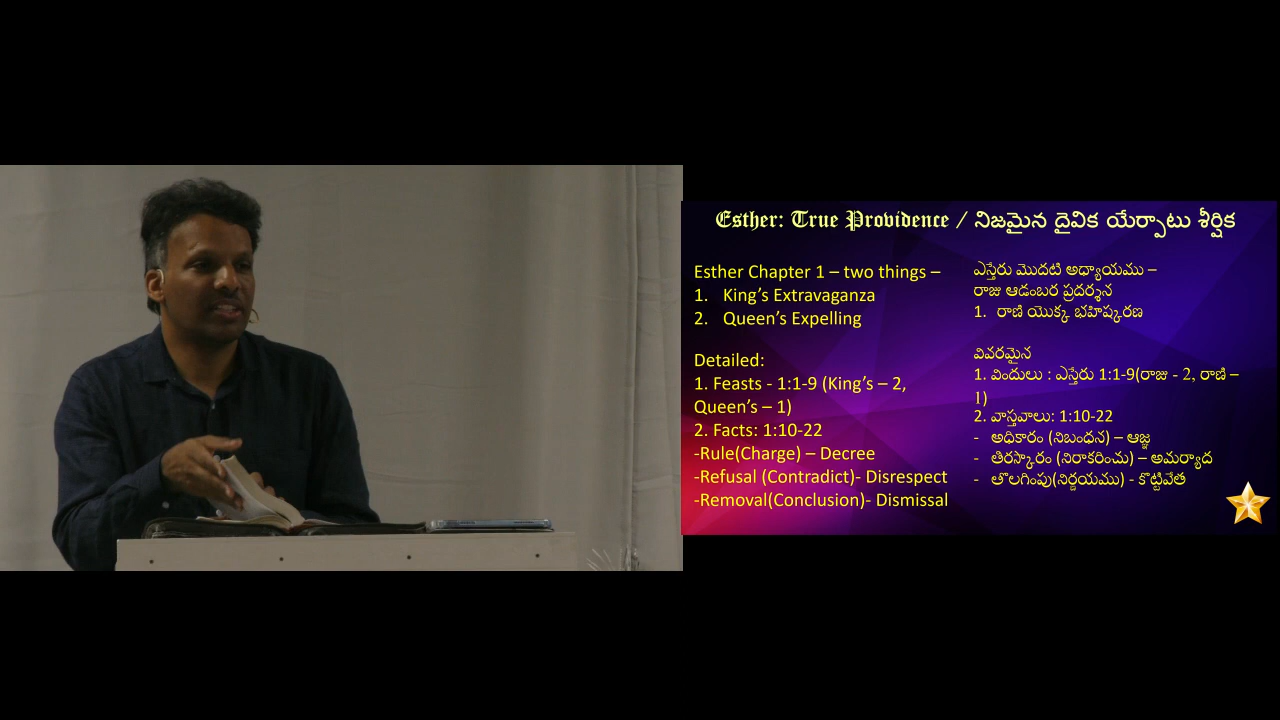 Esther: True Providence / నిజమైన దైవిక యేర్పాటు శీర్షిక
Esther Chapter 1 – two things –
1. King's Extravaganza
2. Queen's Expelling
Detailed:
1. Feasts - 1:1-9 (King's – 2,
Queen's – 1)
2. Facts: 1:10-22
-Rule(Charge) – Decree
-Refusal (Contradict)- Disrespect
-Removal(Conclusion)- Dismissal
ఎస్తేరు మొదటి అధ్యాయము –
రాజు ఆడంబర ప్రదర్శన
1. రాణి యొక్క భహిష్కరణ
వివరమైన
1. విందులు : ఎస్తేరు 1:1-9(రాజు - 2, రాణి –
1)
2. వాస్తవాలు: 1:10-22
- అధికారం (నిబంధన) – ఆజ్ఞ
- తిరస్కారం (నిరాకరించు) – అమర్యాద
- తొలగింపు(నిర్ణయము) - కొట్టివేత